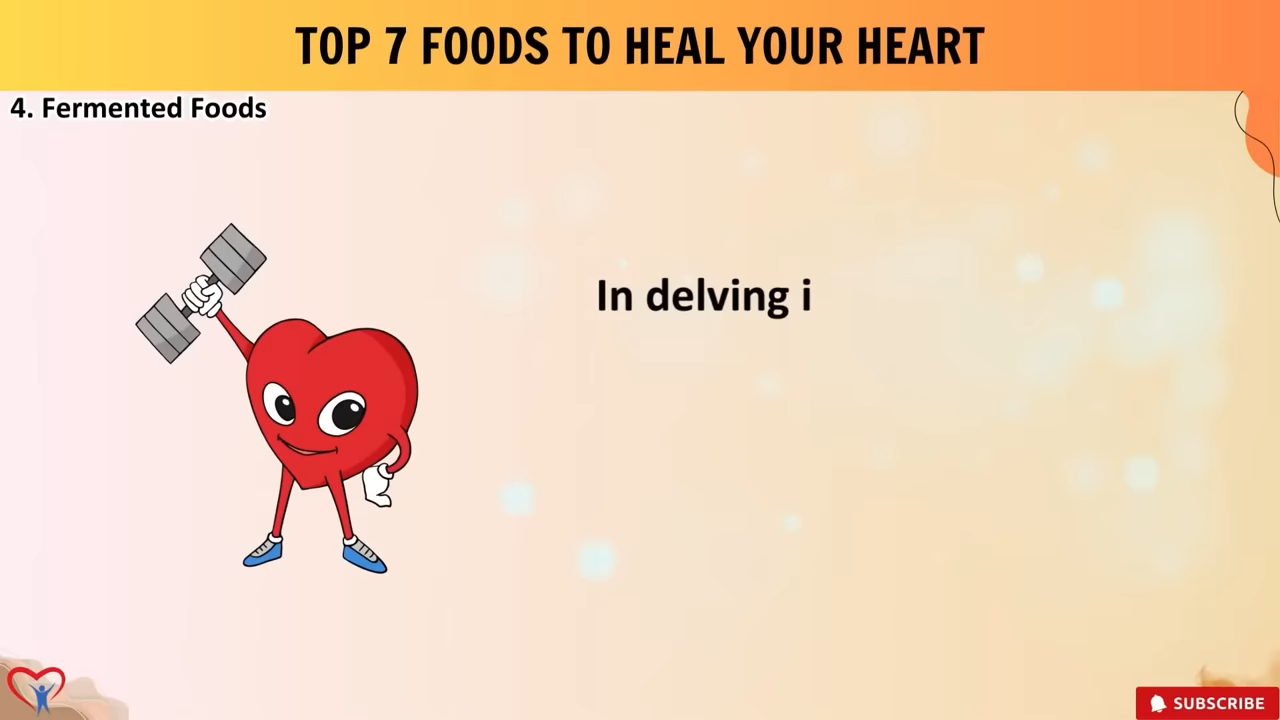 TOP 7 FOODS TO HEAL YOUR HEART
4. Fermented Foods
In delving i
SUBSCRIBE